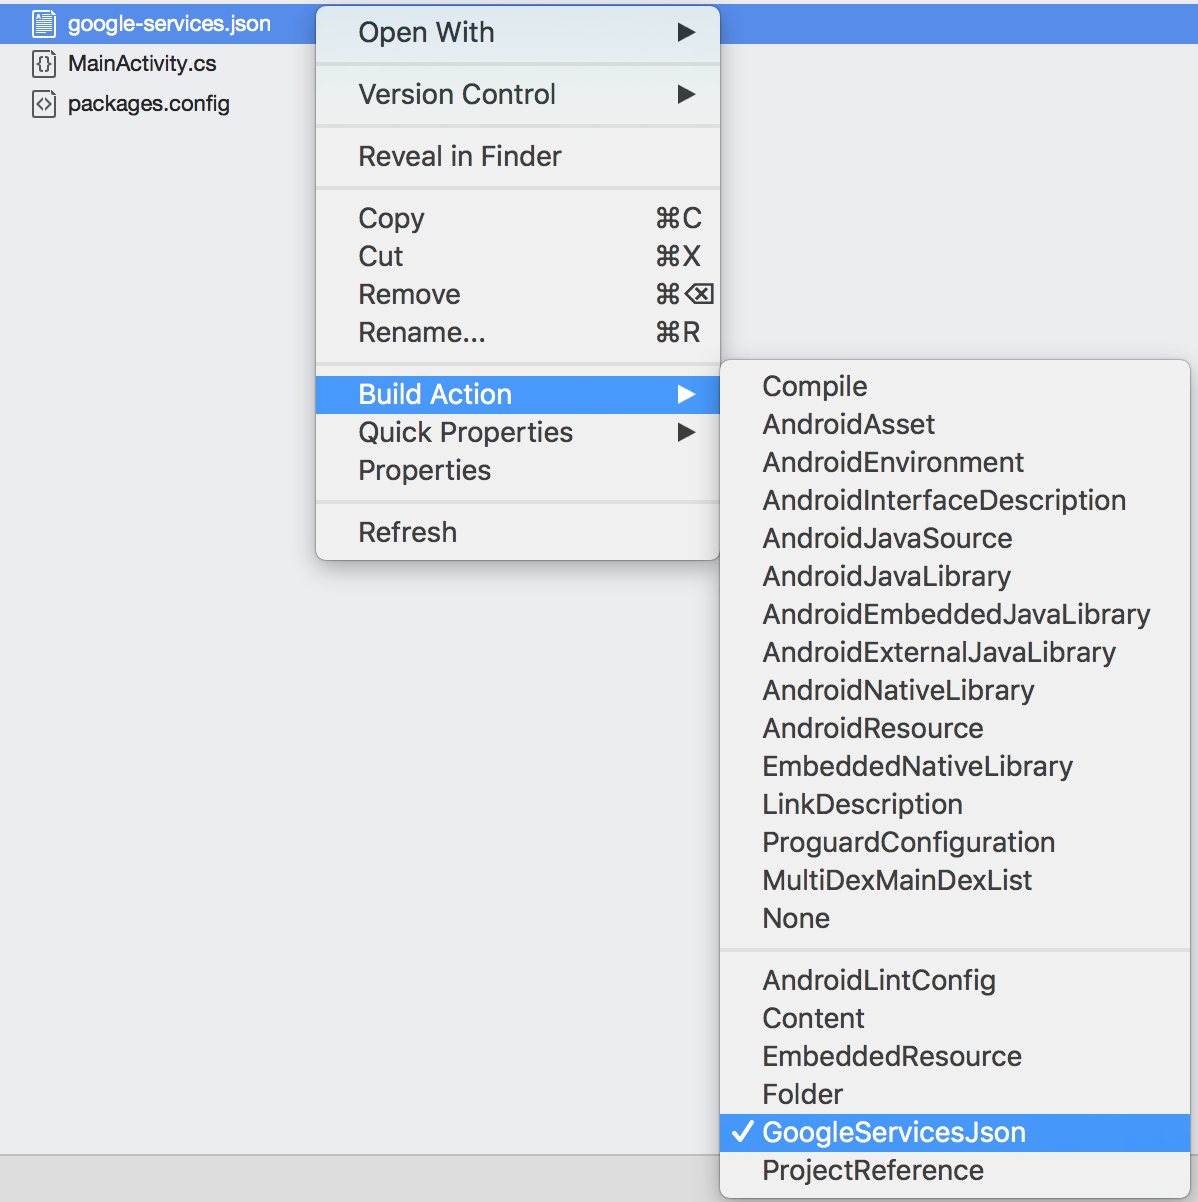 google-services.json
MainActivity.cs
packages.config
Open With
Version Control
Reveal in Finder
Copy ⌘C
Cut ⌘X
Remove ⌘⌫
Rename... ⌘R
Build Action
Quick Properties
Properties
Refresh
Compile
AndroidAsset
AndroidEnvironment
AndroidInterfaceDescription
AndroidJavaSource
AndroidJavaLibrary
AndroidEmbeddedJavaLibrary
AndroidExternalJavaLibrary
AndroidNativeLibrary
AndroidResource
EmbeddedNativeLibrary
LinkDescription
ProguardConfiguration
MultiDexMainDexList
None
AndroidLintConfig
Content
EmbeddedResource
Folder
✓ GoogleServicesJson
ProjectReference